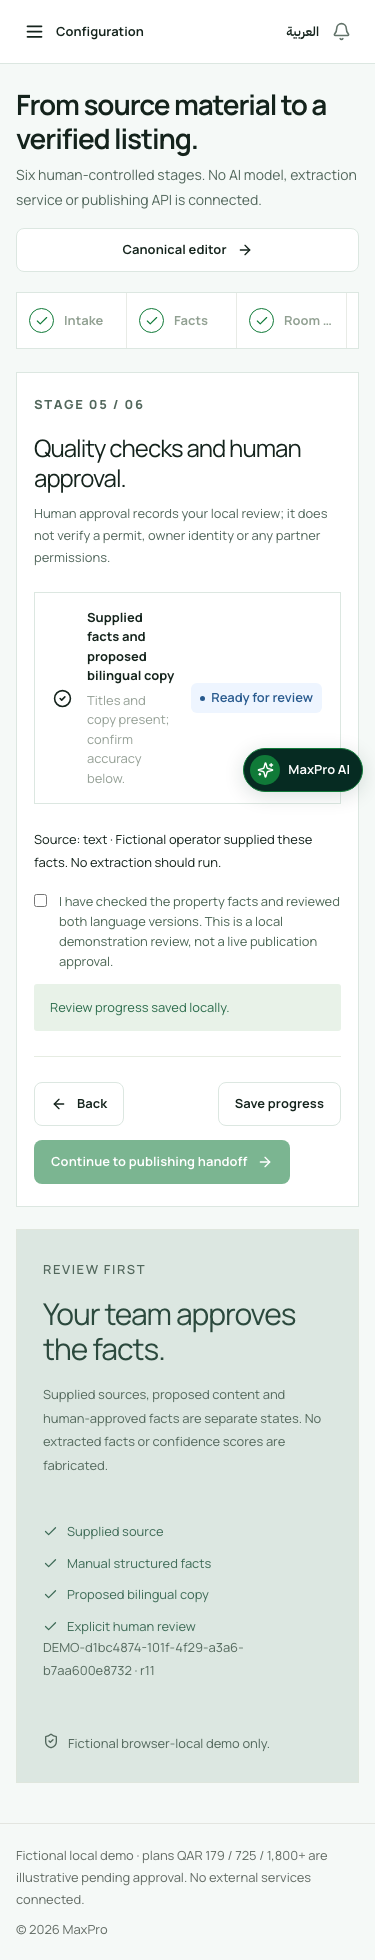 Configuration
العربية
From source material to a
verified listing.
Six human-controlled stages. No AI model, extraction
service or publishing API is connected.
Canonical editor
Intake
Facts
Room ...
STAGE 05 / 06
Quality checks and human
approval.
Human approval records your local review; it does
not verify a permit, owner identity or any partner
permissions.
Supplied
facts and
proposed
bilingual copy
Titles and
copy present;
confirm
accuracy
below.
Ready for review
MaxPro AI
Source: text · Fictional operator supplied these
facts. No extraction should run.
I have checked the property facts and reviewed
both language versions. This is a local
demonstration review, not a live publication
approval.
Review progress saved locally.
Back
Save progress
Continue to publishing handoff
REVIEW FIRST
Your team approves
the facts.
Supplied sources, proposed content and
human-approved facts are separate states. No
extracted facts or confidence scores are
fabricated.
Supplied source
Manual structured facts
Proposed bilingual copy
Explicit human review
DEMO-d1bc4874-101f-4f29-a3a6-
b7aa600e8732 · r11
Fictional browser-local demo only.
Fictional local demo · plans QAR 179 / 725 / 1,800+ are
illustrative pending approval. No external services
connected.
© 2026 MaxPro